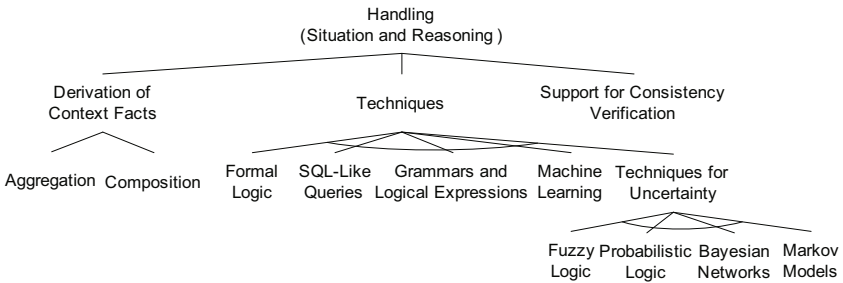 Handling
(Situation and Reasoning )
Derivation of
Context Facts
Techniques
Support for Consistency
Verification
Aggregation
Composition
Formal
Logic
SQL-Like
Queries
Grammars and
Logical Expressions
Machine
Learning
Techniques for
Uncertainty
Fuzzy
Logic
Probabilistic
Logic
Bayesian
Networks
Markov
Models